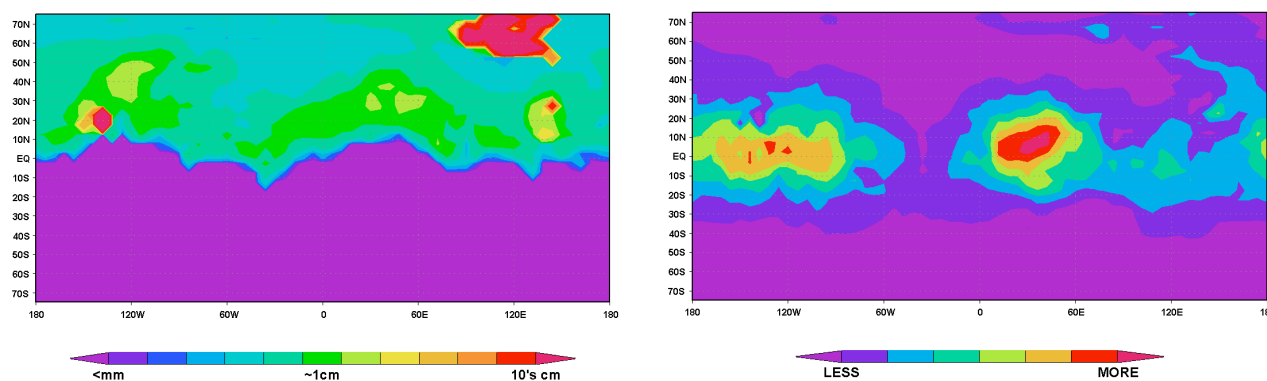 70N
60N
50N
40N
30N
20N
10N
EQ
10S
20S
30S
40S
50S
60S
70S
180 120W 60W 0 60E 120E 180
<mm ~1cm 10's cm
70N
60N
50N
40N
30N
20N
10N
EQ
10S
20S
30S
40S
50S
60S
70S
180 120W 60W 0 60E 120E 18
LESS MORE